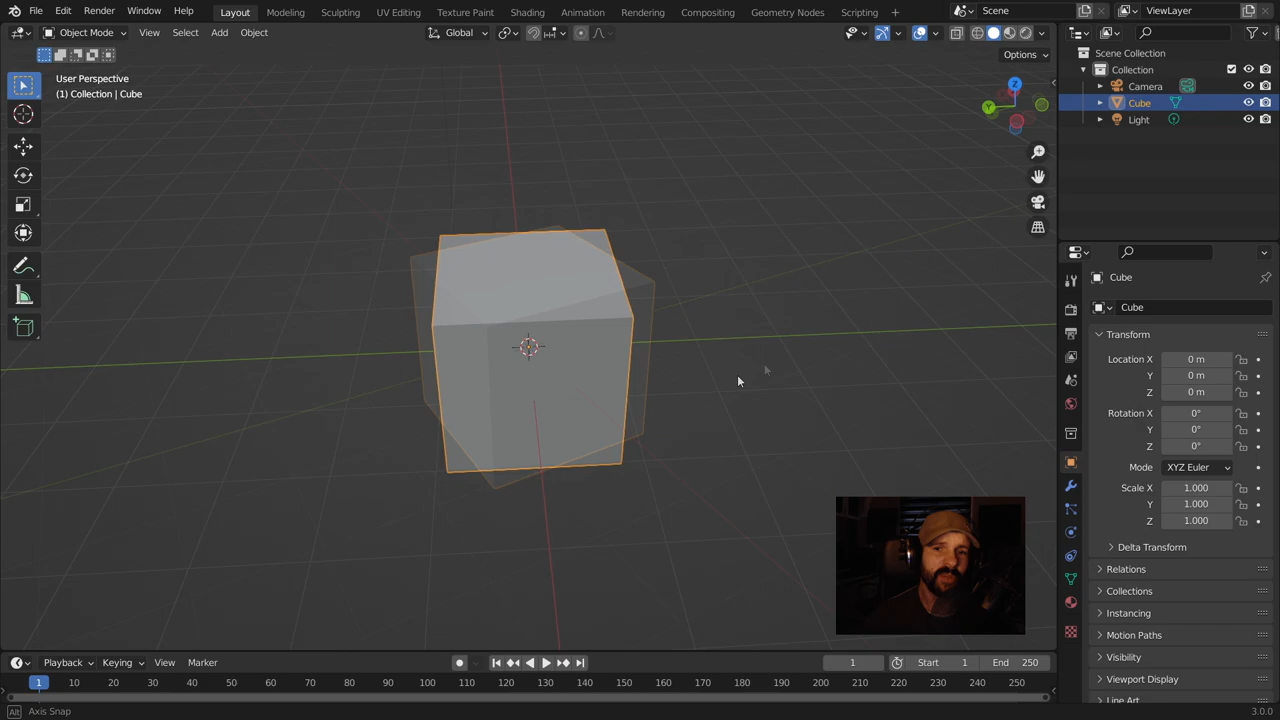 File Edit Render Window Help Layout Modeling Sculpting UV Editing Texture Paint Shading Animation Rendering Compositing Geometry Nodes Scripting + Scene ViewLayer
Object Mode View Select Add Object Global
Options
User Perspective
(1) Collection | Cube
Z
Y
Scene Collection
Collection
Camera
Cube
Light
Cube
Cube
Transform
Location X 0 m
Y 0 m
Z 0 m
Rotation X 0°
Y 0°
Z 0°
Mode XYZ Euler
Scale X 1.000
Y 1.000
Z 1.000
Delta Transform
Relations
Collections
Instancing
Motion Paths
Visibility
Viewport Display
Line Art
Playback Keying View Marker 1 Start 1 End 250
1 10 20 30 40 50 60 70 80 90 100 110 120 130 140 150 160 170 180 190 200 210 220 230 240 250
Alt Axis Snap 3.0.0